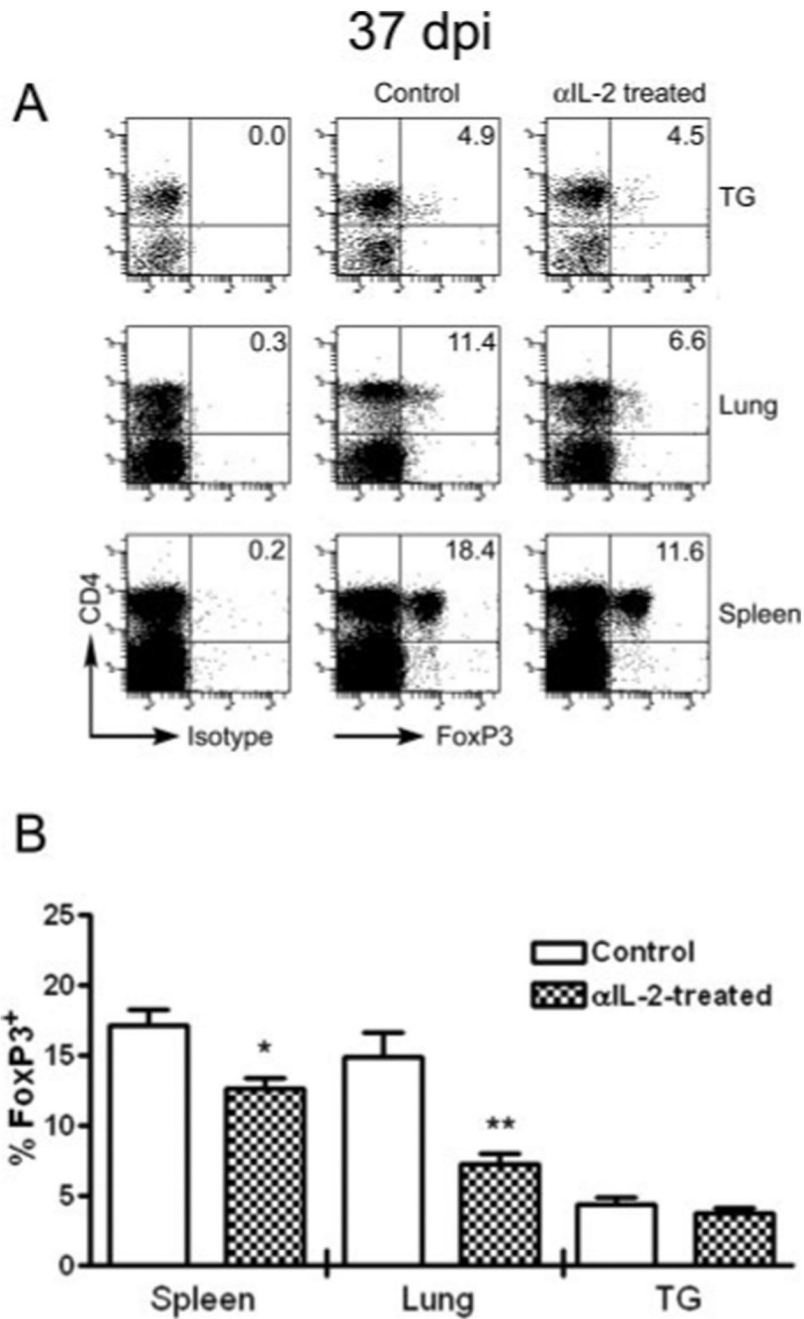 37 dpi
A
Control αIL-2 treated
0.0 4.9 4.5 TG
0.3 11.4 6.6 Lung
0.2 18.4 11.6 Spleen
CD4
Isotype FoxP3
B
% FoxP3+
25
20
15
10
5
0
Control
αIL-2-treated
* **
Spleen Lung TG